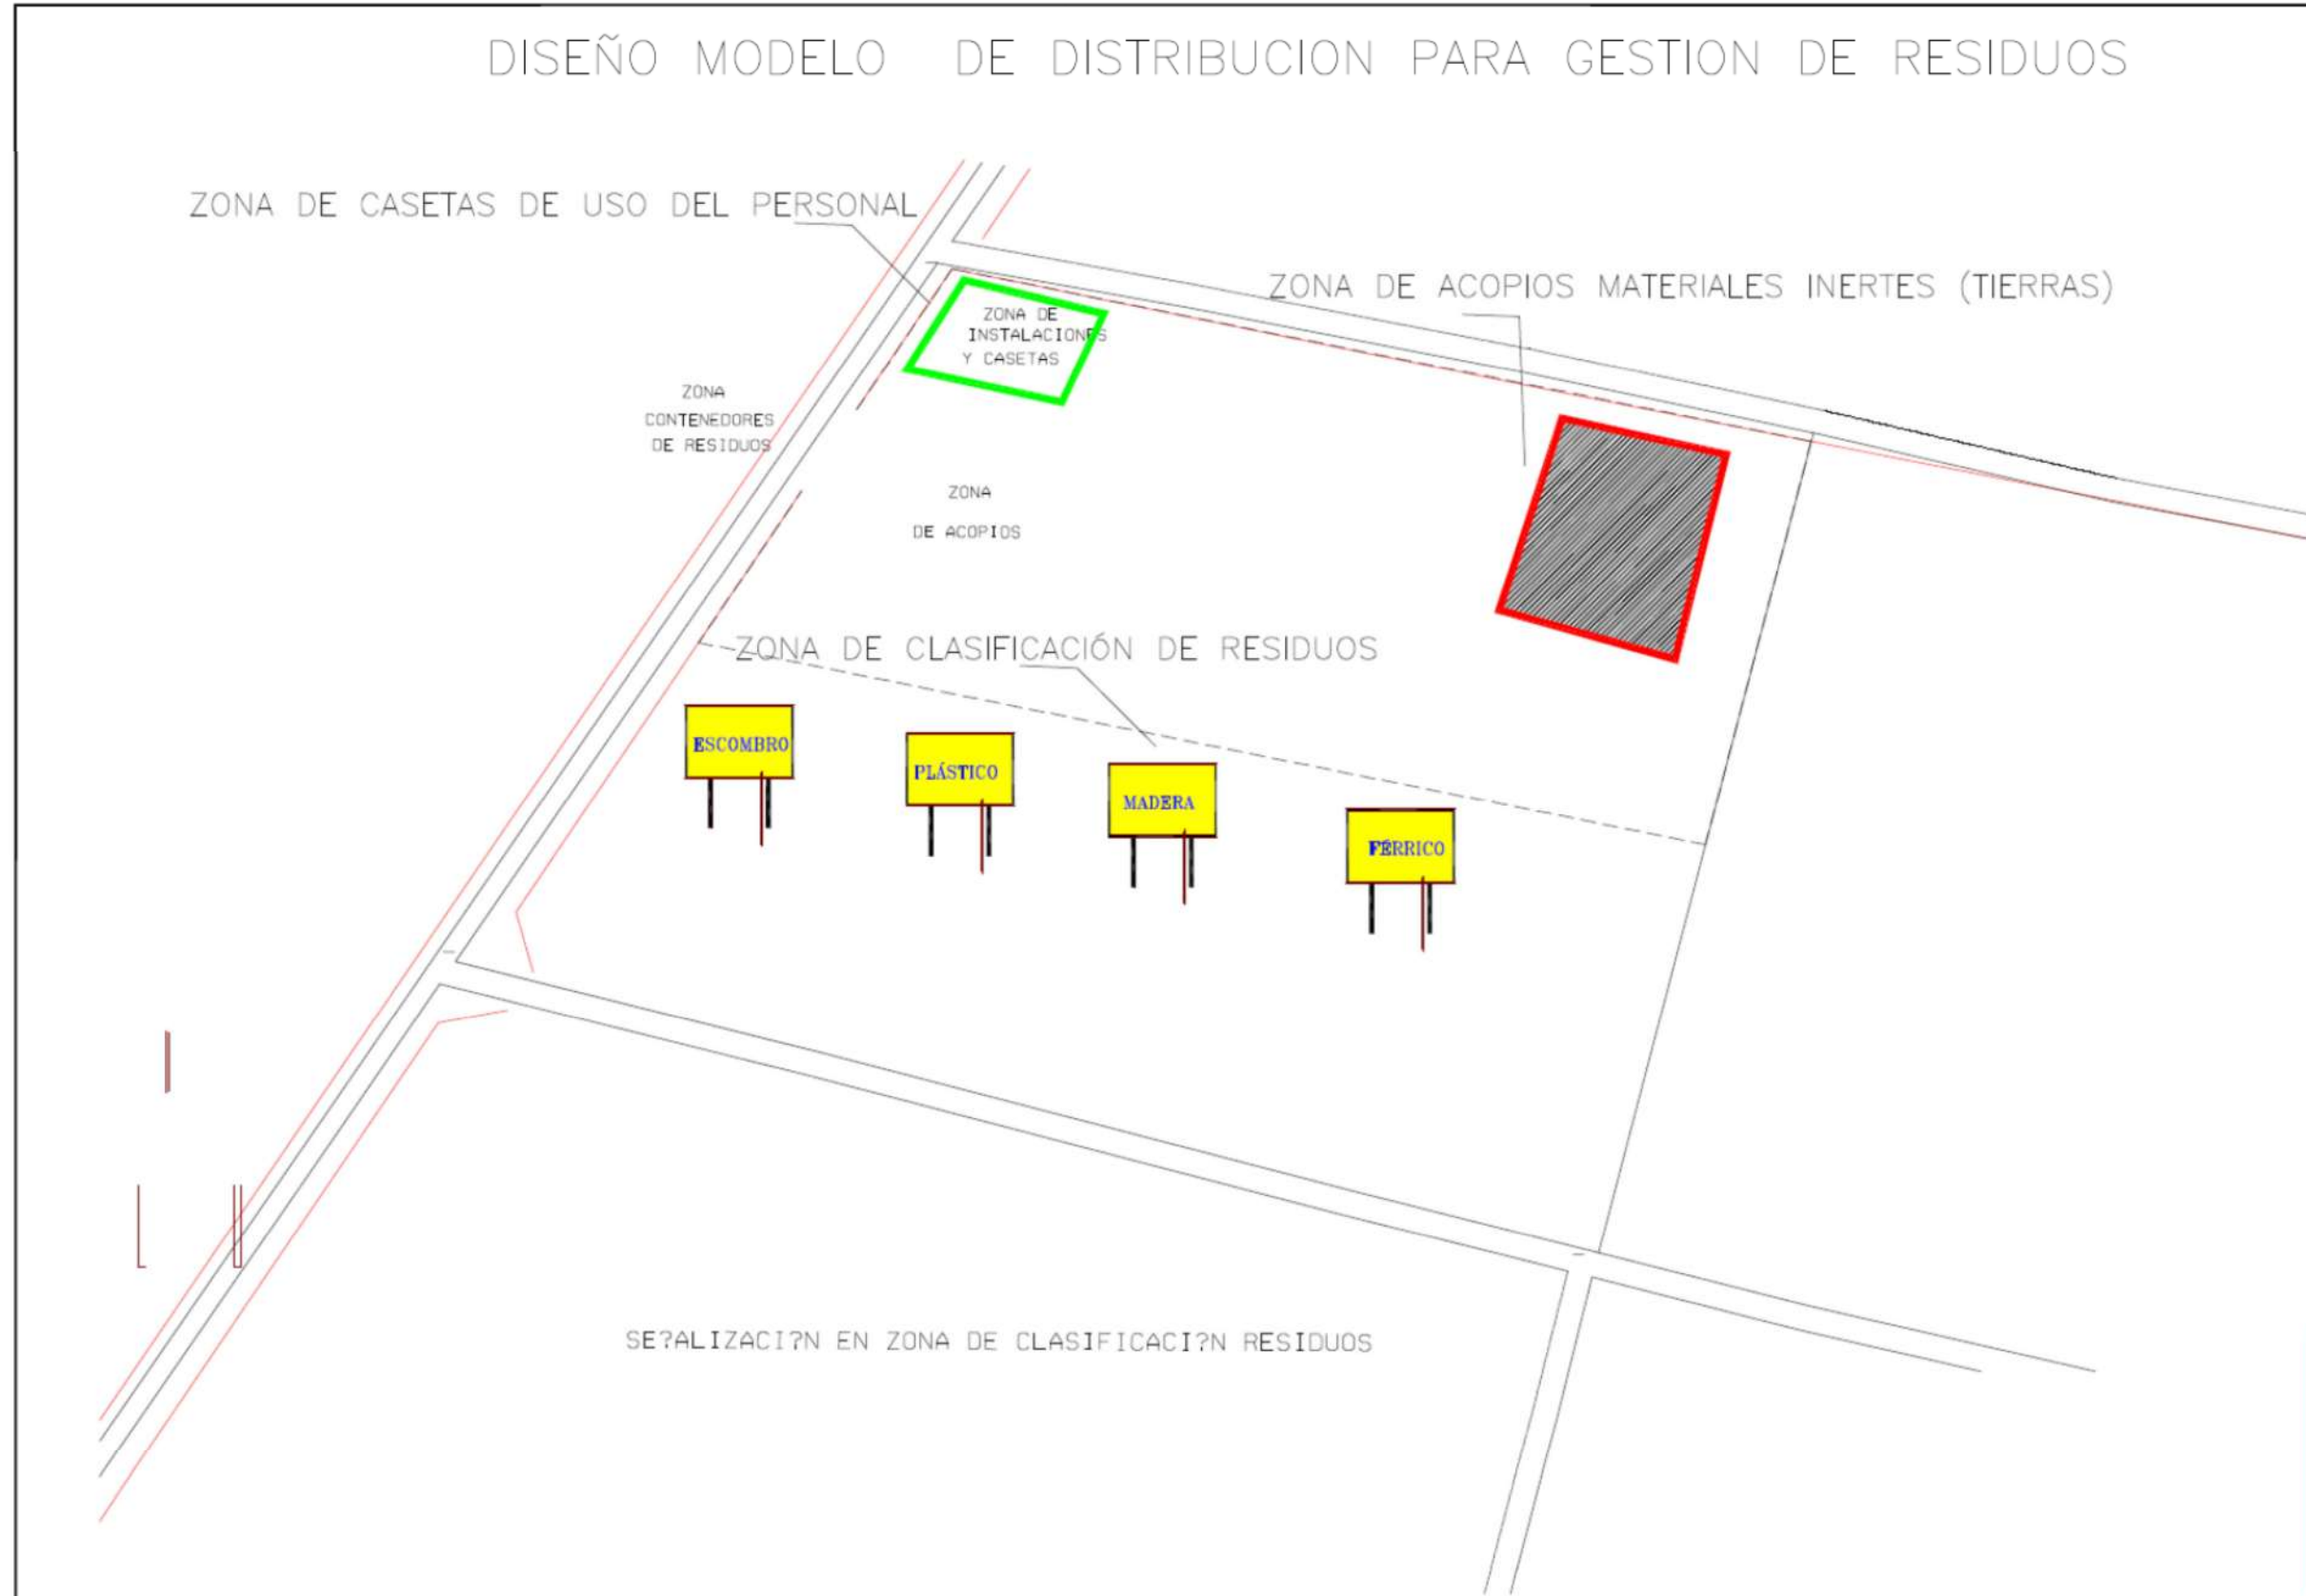 DISEÑO MODELO DE DISTRIBUCION PARA GESTION DE RESIDUOS
ZONA DE CASETAS DE USO DEL PERSONAL
ZONA DE ACOPIOS MATERIALES INERTES (TIERRAS)
ZONA DE
INSTALACIONES
Y CASETAS
ZONA
CONTENEDORES
DE RESIDUOS
ZONA
DE ACOPIOS
ZONA DE CLASIFICACIÓN DE RESIDUOS
ESCOMBRO
PLÁSTICO
MADERA
FÉRRICO
SE?ALIZACI?N EN ZONA DE CLASIFICACI?N RESIDUOS